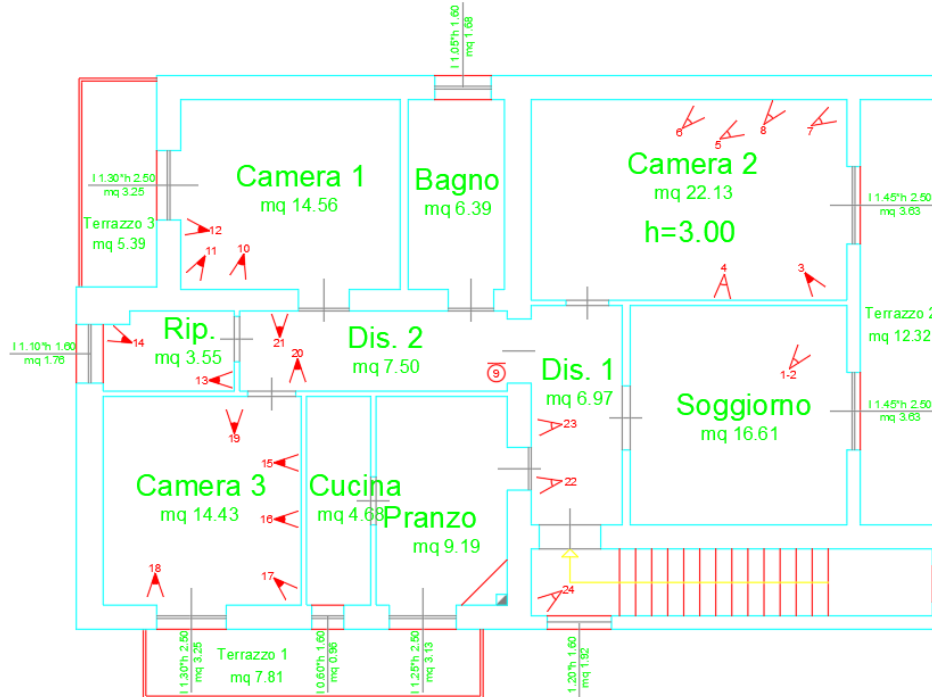 l 1.05*h 1.60
mq 1.68
Camera 1
mq 14.56
Bagno
mq 6.39
Camera 2
mq 22.13
h=3.00
6
5
8
7
4
3
l 1.30*h 2.50
mq 3.25
Terrazzo 3
mq 5.39
12
11
10
l 1.45*h 2.50
mq 3.63
Terrazzo 2
mq 12.32
l 1.10*h 1.60
mq 1.76
14
Rip.
mq 3.55
13
21
20
Dis. 2
mq 7.50
9
Dis. 1
mq 6.97
23
22
1-2
Soggiorno
mq 16.61
l 1.45*h 2.50
mq 3.63
19
15
Camera 3
mq 14.43
16
17
18
Cucina
mq 4.68
Pranzo
mq 9.19
24
l 1.30*h 2.50
mq 3.25
Terrazzo 1
mq 7.81
l 0.60*h 1.60
mq 0.96
l 1.25*h 2.50
mq 3.13
1.20*h 1.60
mq 1.92